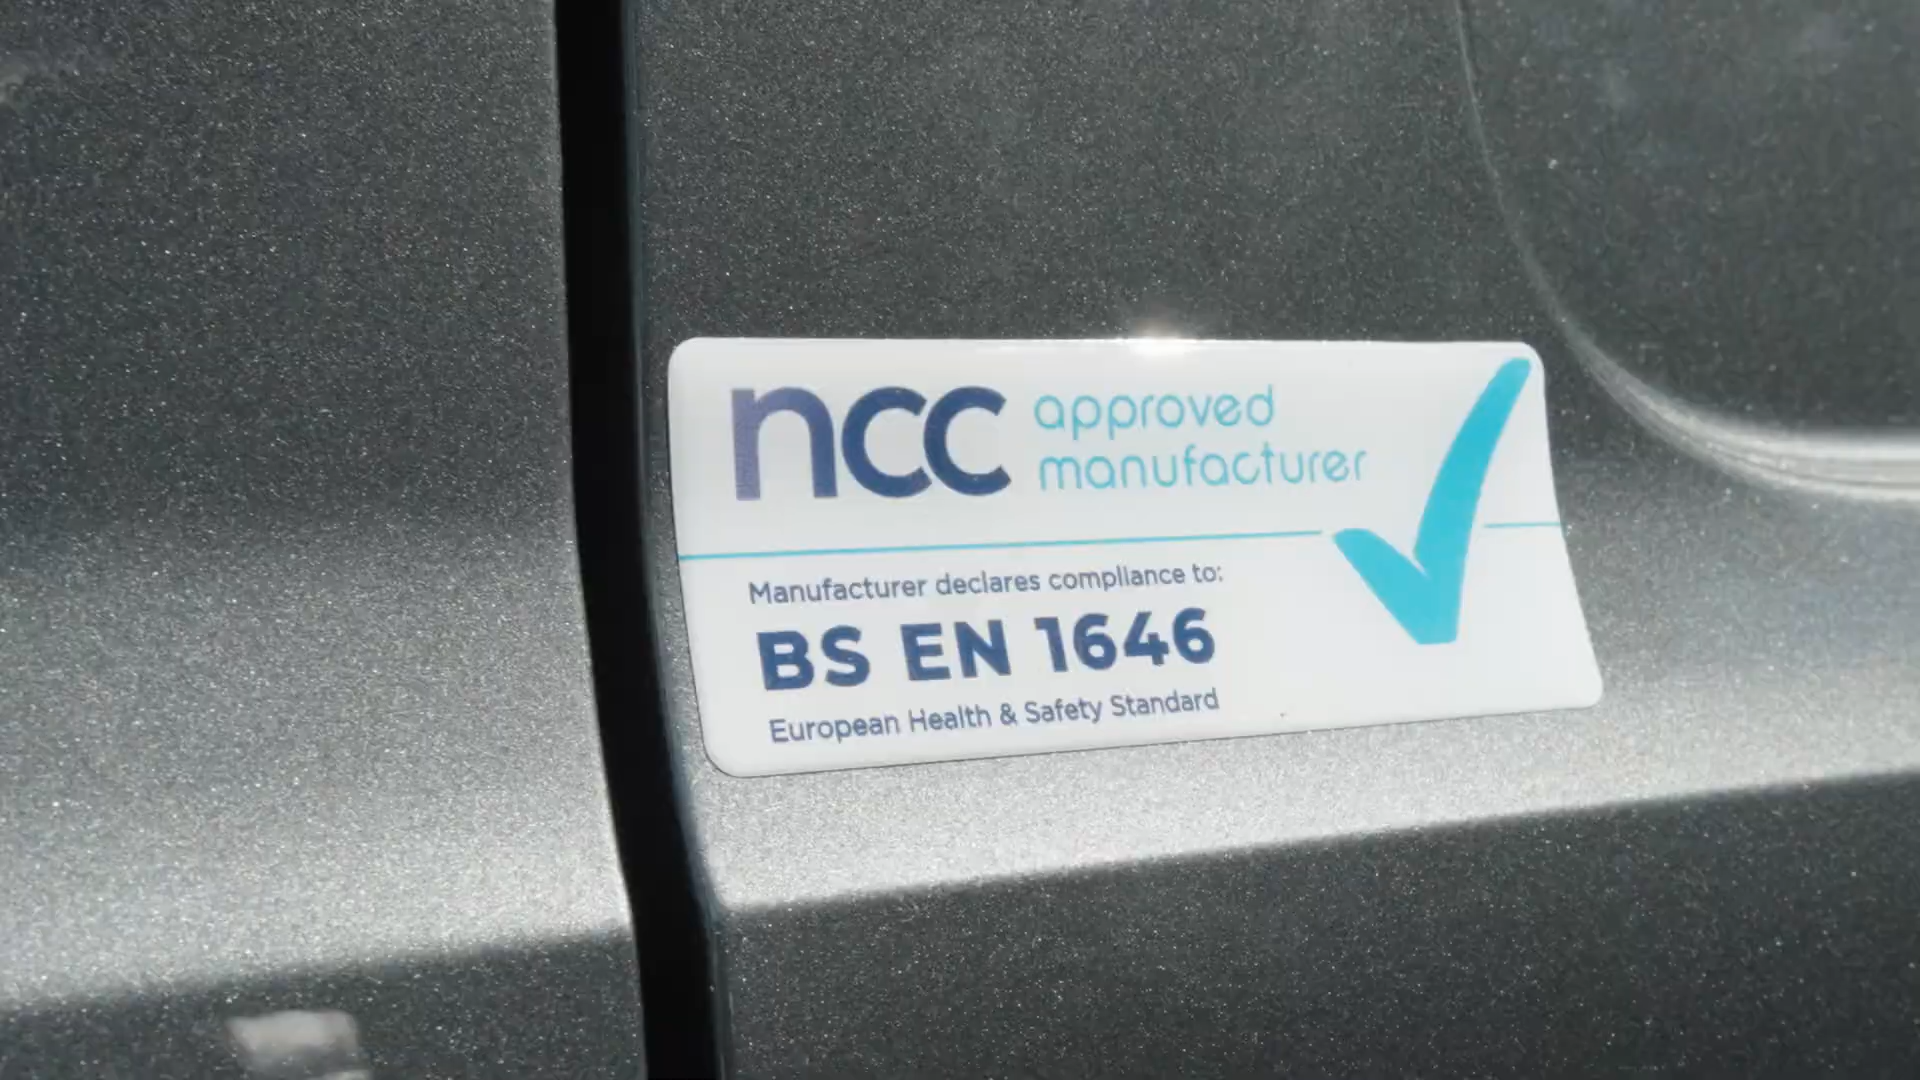 ncc approved
manufacturer
Manufacturer declares compliance to:
BS EN 1646
European Health & Safety Standard